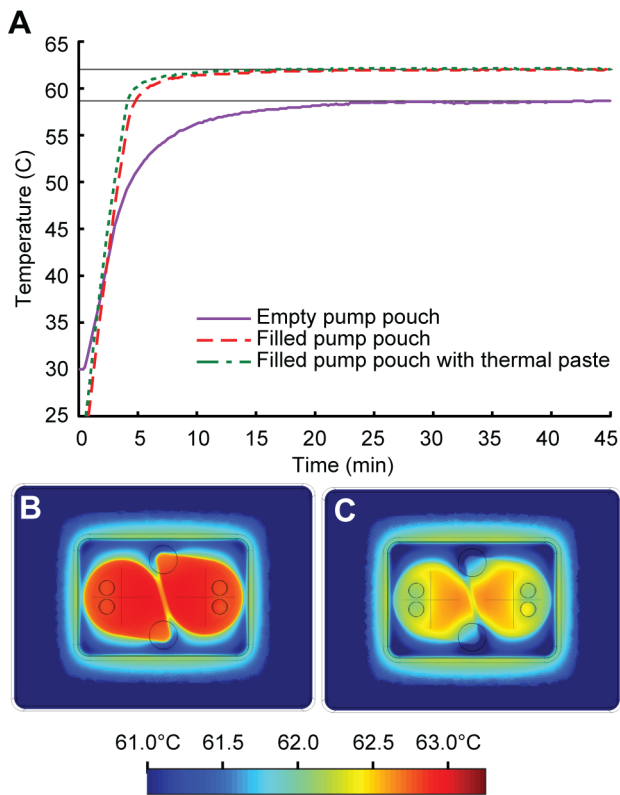 A
65
60
55
50
45
40
35
30
25
Temperature (C)
Empty pump pouch
Filled pump pouch
Filled pump pouch with thermal paste
0 5 10 15 20 25 30 35 40 45
Time (min)
B
C
61.0°C 61.5 62.0 62.5 63.0°C